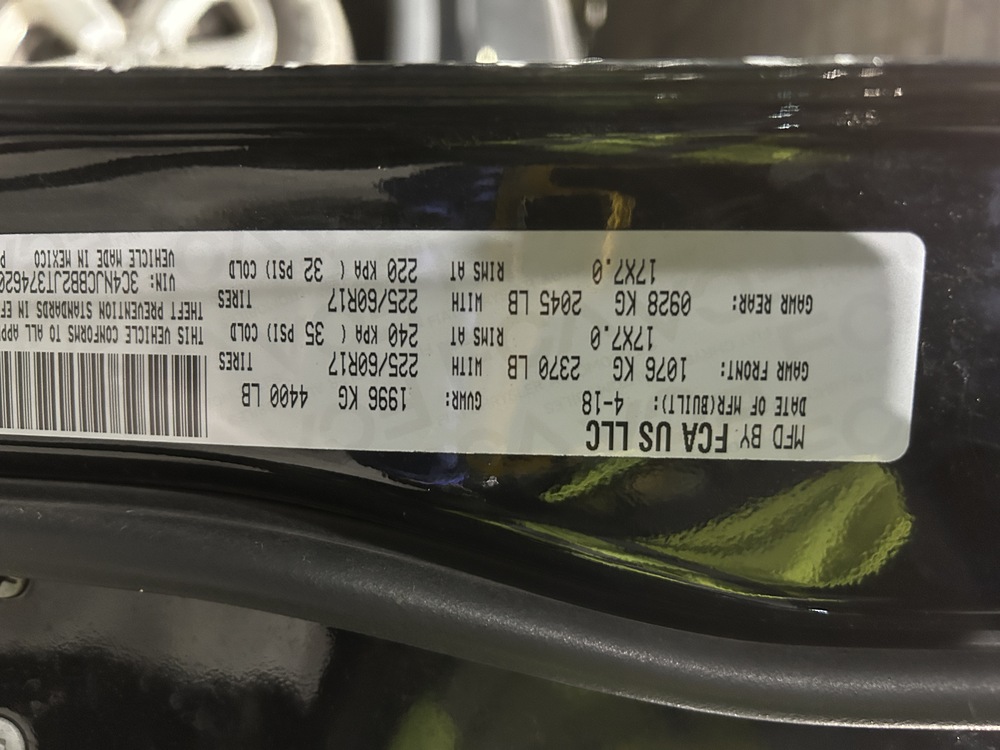 MFD BY FCA US LLC
DATE OF MFR(BUILT): 4-18 GVWR: 1996 KG 4400 LB
GAWR FRONT: 1076 KG 2370 LB WITH 225/60R17 TIRES
17X7.0 RIMS AT 240 KPA ( 35 PSI) COLD
GAWR REAR: 0928 KG 2045 LB WITH 225/60R17 TIRES
17X7.0 RIMS AT 220 KPA ( 32 PSI) COLD
THIS VEHICLE CONFORMS TO ALL
THEFT PREVENTION STANDARDS IN
VIN: 3C4NJCBB2JT374620
VEHICLE MADE IN MEXICO